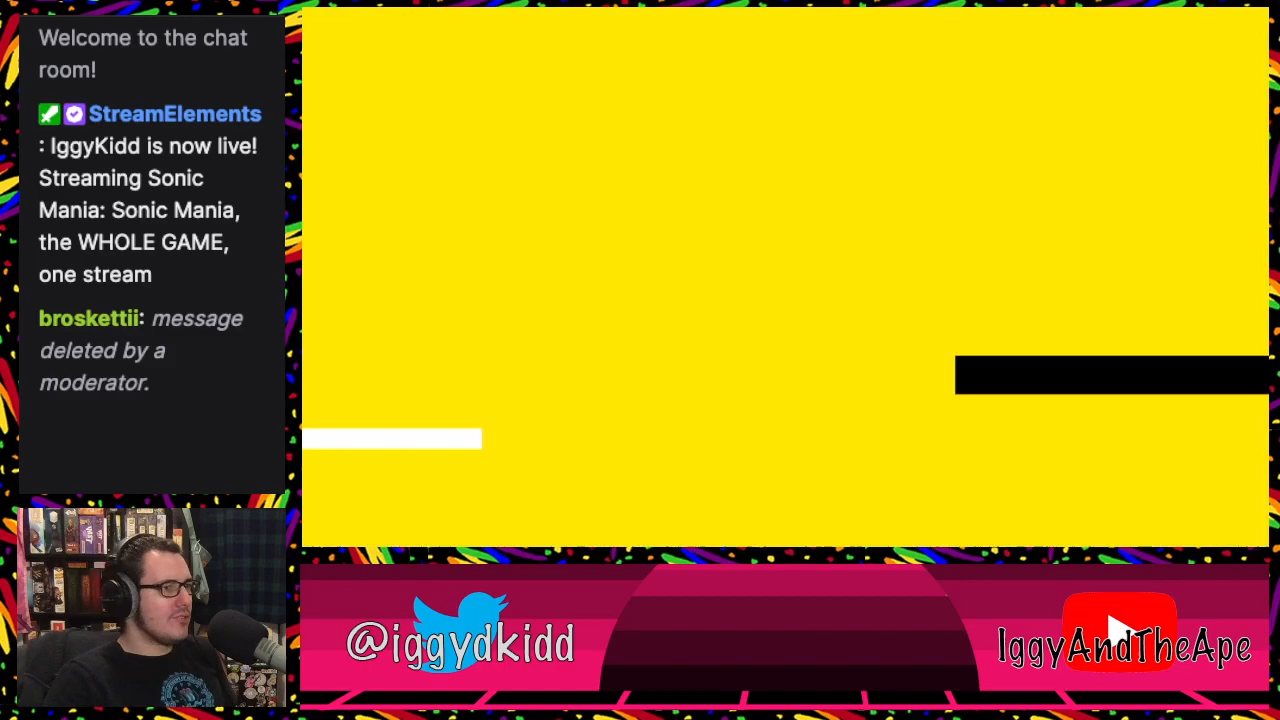 Welcome to the chat
room!
StreamElements
: IggyKidd is now live!
Streaming Sonic
Mania: Sonic Mania,
the WHOLE GAME,
one stream
broskettii: message
deleted by a
moderator.
@iggydkidd
IggyAndTheApe